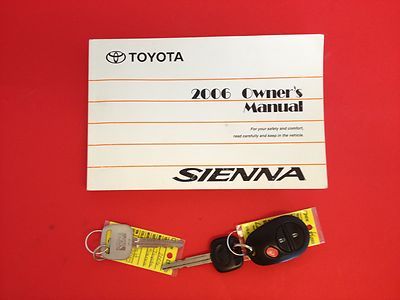 TOYOTA
2006 Owner's
Manual
For your safety and comfort,
read carefully and keep in the vehicle.
SIENNA